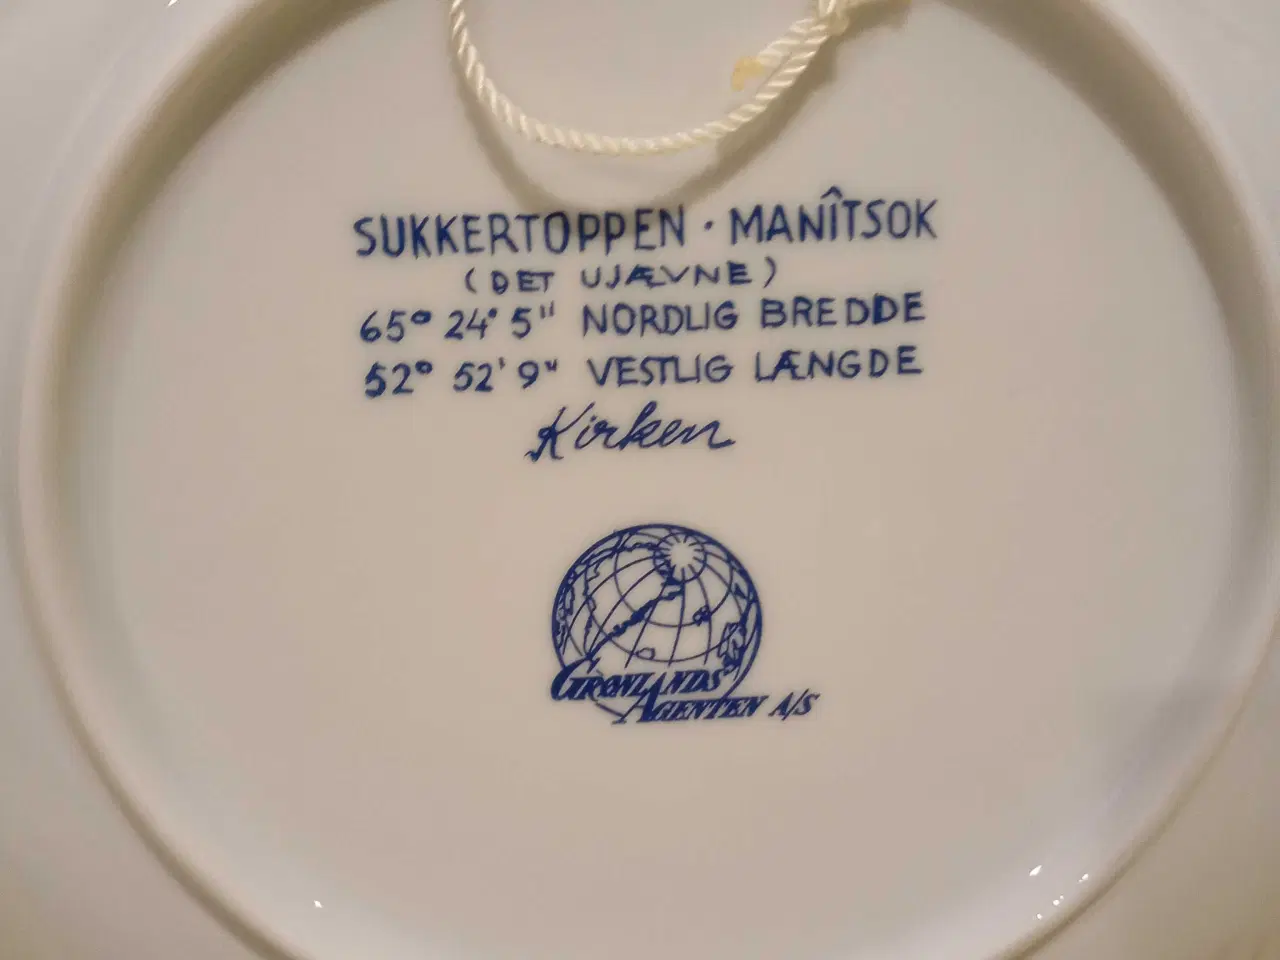 SUKKERTOPPEN · MANÎTSOK
(DET UJÆVNE)
65° 24' 5" NORDLIG BREDDE
52° 52' 9" VESTLIG LÆNGDE
Kirken
GRØNLANDS
AGENTEN A/S